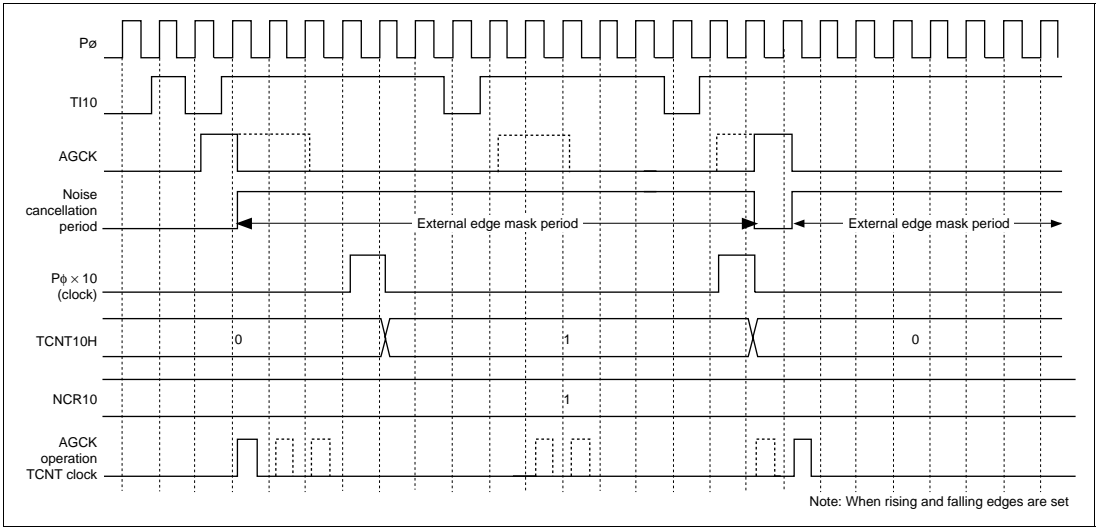 Pø
TI10
AGCK
Noise
cancellation
period
External edge mask period
External edge mask period
Pϕ × 10
(clock)
TCNT10H
0
1
0
NCR10
1
AGCK
operation
TCNT clock
Note: When rising and falling edges are set